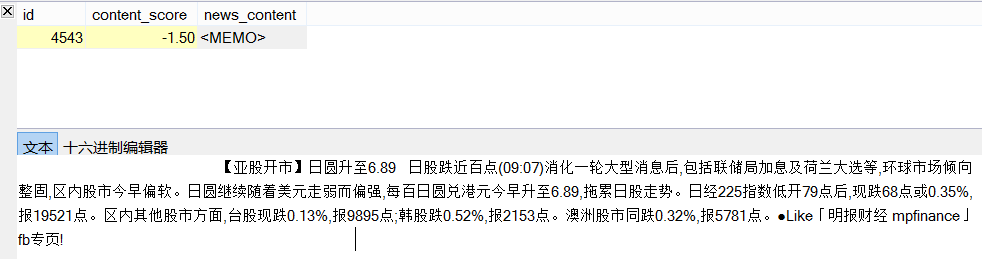 id content_score news_content
4543 -1.50 <MEMO>
文本 十六进制编辑器
【亚股开市】日圆升至6.89 日股跌近百点(09:07)消化一轮大型消息后,包括联储局加息及荷兰大选等,环球市场倾向
整固,区内股市今早偏软。日圆继续随着美元走弱而偏强,每百日圆兑港元今早升至6.89,拖累日股走势。日经225指数低开79点后,现跌68点或0.35%,
报19521点。区内其他股市方面,台股现跌0.13%,报9895点;韩股跌0.52%,报2153点。澳洲股市同跌0.32%,报5781点。●Like「明报财经 mpfinance」
fb专页!